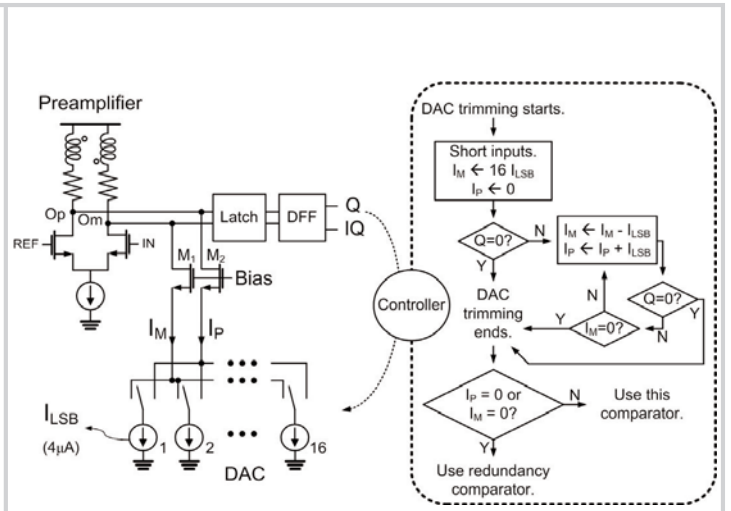 Preamplifier
Op
Om
REF
IN
Latch
DFF
Q
IQ
M1
M2
Bias
Controller
IM
IP
ILSB
(4µA)
1
2
16
DAC
DAC trimming starts.
Short inputs.
IM ← 16 ILSB
IP ← 0
Q=0?
N
Y
IM ← IM - ILSB
IP ← IP + ILSB
Q=0?
Y
N
IM=0?
N
Y
DAC
trimming
ends.
IP = 0 or
IM = 0?
N
Use this
comparator.
Y
Use redundancy
comparator.